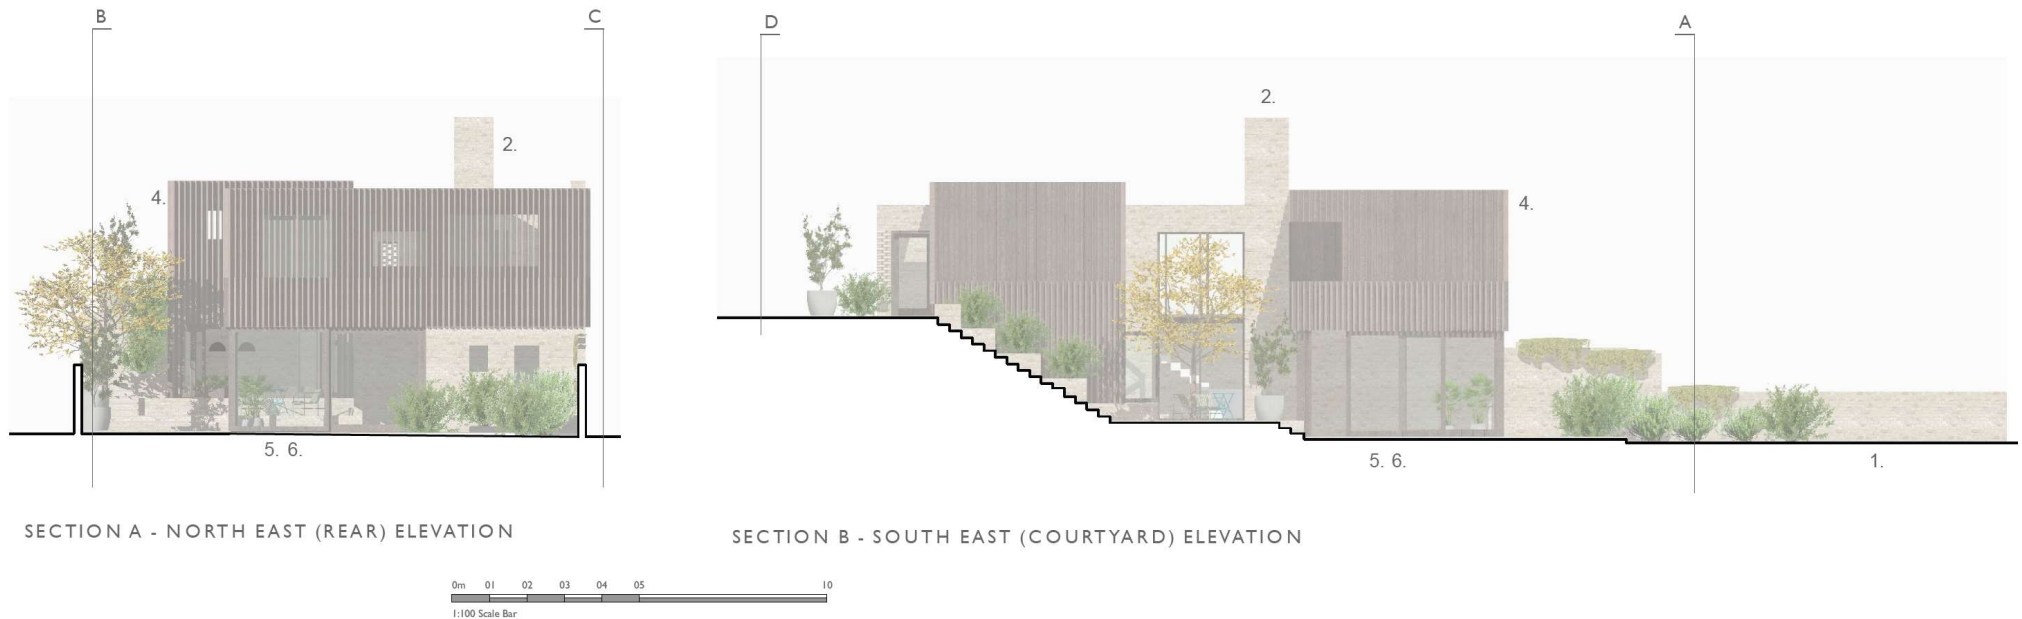 B
C
2.
4.
5. 6.
SECTION A - NORTH EAST (REAR) ELEVATION
D
A
2.
4.
5. 6.
1.
SECTION B - SOUTH EAST (COURTYARD) ELEVATION
0m 01 02 03 04 05 10
1:100 Scale Bar